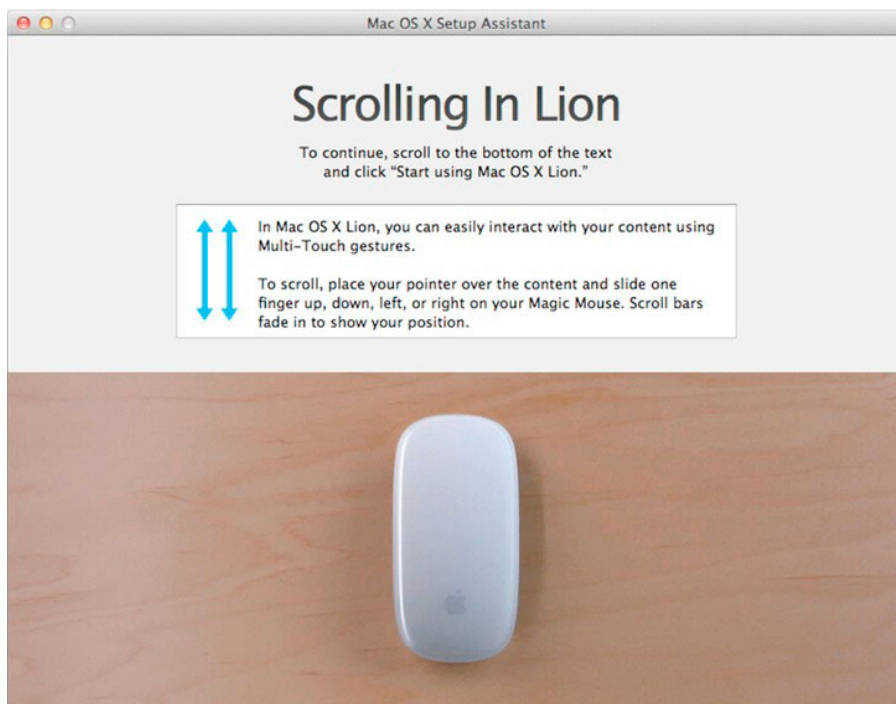 Mac OS X Setup Assistant
Scrolling In Lion
To continue, scroll to the bottom of the text
and click “Start using Mac OS X Lion.”
In Mac OS X Lion, you can easily interact with your content using
Multi-Touch gestures.
To scroll, place your pointer over the content and slide one
finger up, down, left, or right on your Magic Mouse. Scroll bars
fade in to show your position.